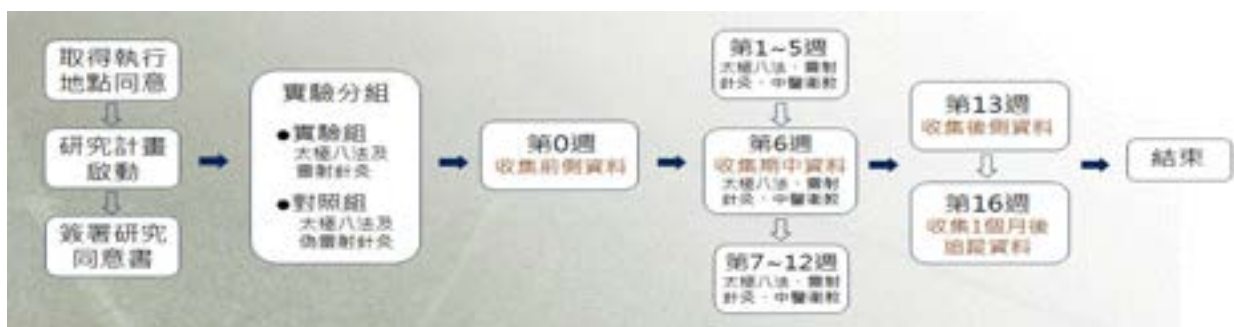 取得執行
地點同意
研究計畫
啟動
簽署研究
同意書
實驗分組
●實驗組
太極八法及
雷射針灸
●對照組
太極八法及
偽雷射針灸
第0週
收集前側資料
第1~5週
太極八法、雷射
針灸、中醫衛教
第6週
收集期中資料
太極八法、雷射
針灸、中醫衛教
第7~12週
太極八法、雷射
針灸、中醫衛教
第13週
收集後側資料
第16週
收集1個月後
追蹤資料
結束